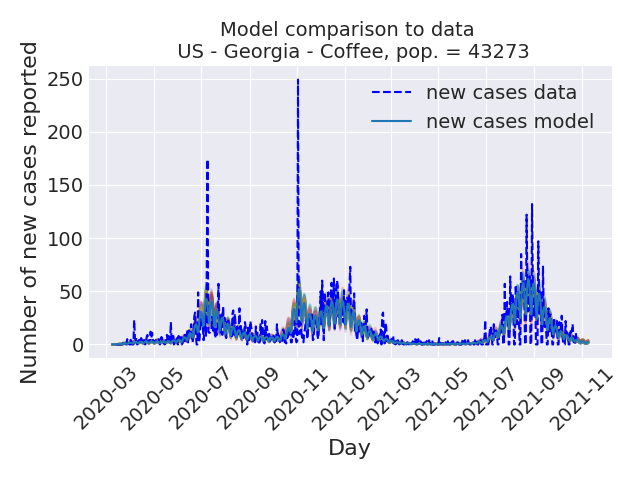 Model comparison to data
US - Georgia - Coffee, pop. = 43273
Number of new cases reported
250
200
150
100
50
0
new cases data
new cases model
2020-03
2020-05
2020-07
2020-09
2020-11
2021-01
2021-03
2021-05
2021-07
2021-09
2021-11
Day